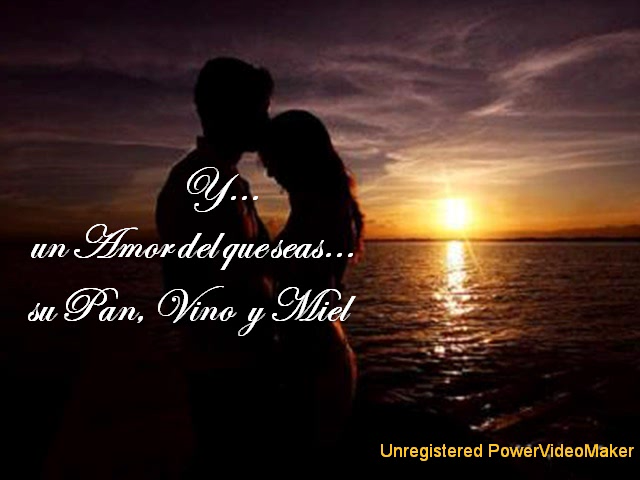 Y...
un Amor del que seas...
su Pan, Vino y Miel
Unregistered PowerVideoMaker